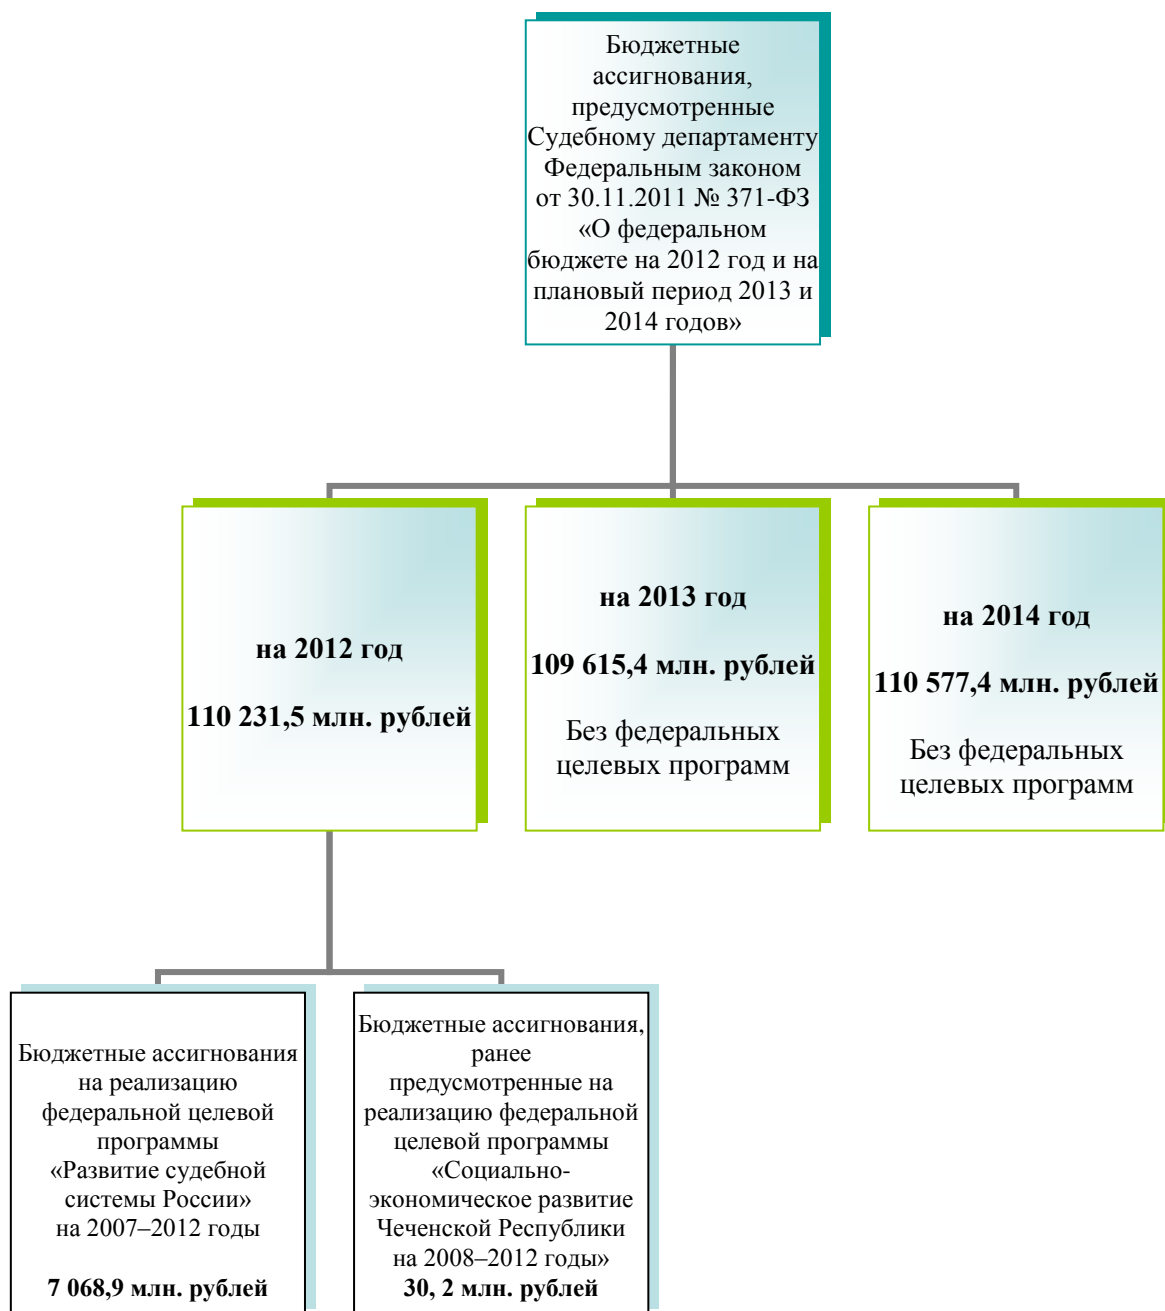 Бюджетные
ассигнования,
предусмотренные
Судебному департаменту
Федеральным законом
от 30.11.2011 № 371-ФЗ
«О федеральном
бюджете на 2012 год и на
плановый период 2013 и
2014 годов»
на 2012 год
110 231,5 млн. рублей
на 2013 год
109 615,4 млн. рублей
Без федеральных
целевых программ
на 2014 год
110 577,4 млн. рублей
Без федеральных
целевых программ
Бюджетные ассигнования
на реализацию
федеральной целевой
программы
«Развитие судебной
системы России»
на 2007–2012 годы
7 068,9 млн. рублей
Бюджетные ассигнования,
ранее
предусмотренные на
реализацию федеральной
целевой программы
«Социально-
экономическое развитие
Чеченской Республики
на 2008–2012 годы»
30, 2 млн. рублей